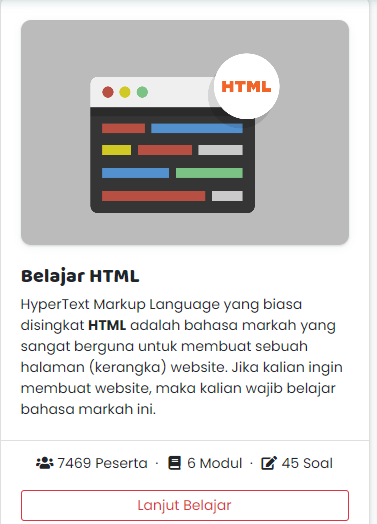 HTML
Belajar HTML
HyperText Markup Language yang biasa
disingkat HTML adalah bahasa markah yang
sangat berguna untuk membuat sebuah
halaman (kerangka) website. Jika kalian ingin
membuat website, maka kalian wajib belajar
bahasa markah ini.
7469 Peserta · 6 Modul · 45 Soal
Lanjut Belajar